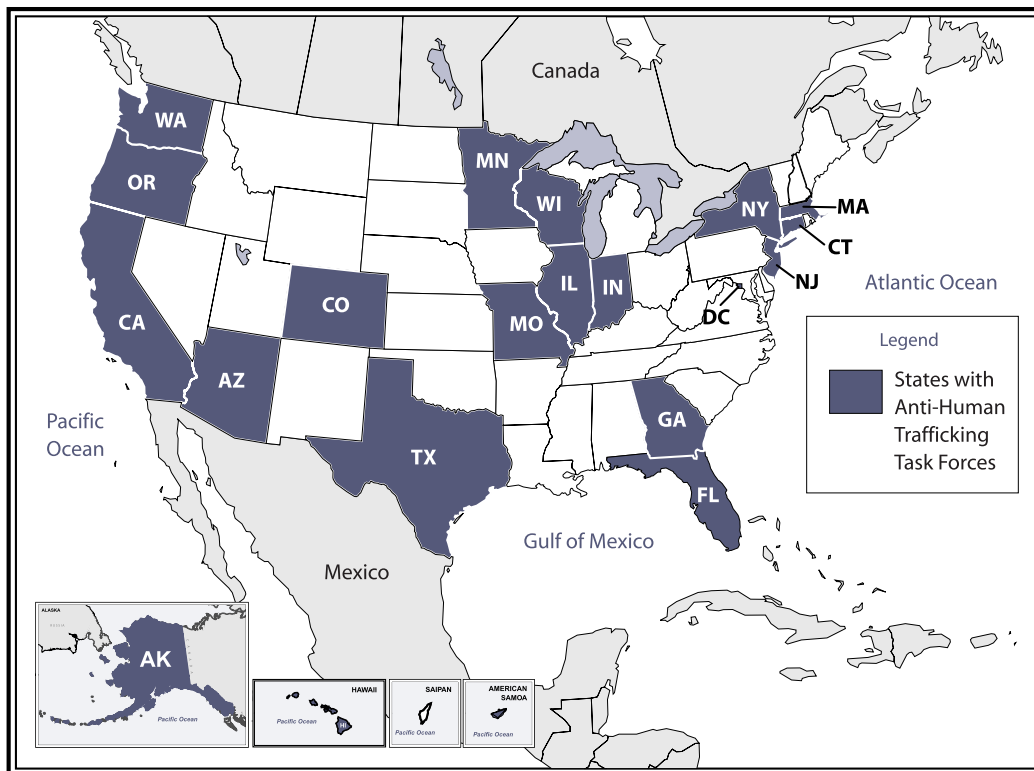 Canada
WA
MN
OR
WI
NY
MA
CT
IL
IN
NJ
Atlantic Ocean
CO
DC
CA
MO
Legend
AZ
States with
Anti-Human
Trafficking
Task Forces
GA
Pacific
Ocean
TX
FL
Gulf of Mexico
Mexico
ALASKA
RUSSIA
AK
Pacific Ocean
HAWAII
Pacific Ocean
HI
SAIPAN
Pacific Ocean
AMERICAN
SAMOA
Pacific Ocean